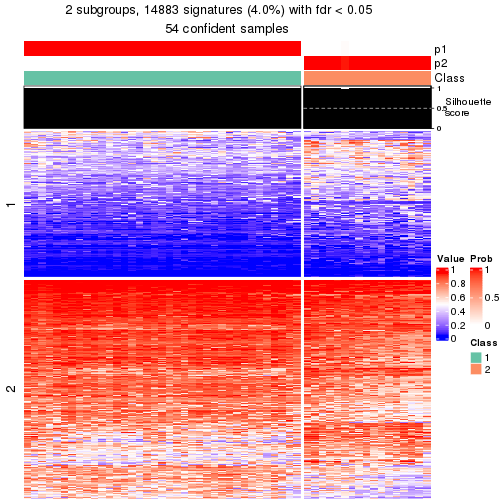 2 subgroups, 14883 signatures (4.0%) with fdr < 0.05
54 confident samples
p1
p2
Class
1
0.5
0
Silhouette
score
1
2
Value
1
0.8
0.6
0.4
0.2
0
Prob
1
0.5
0
Class
1
2